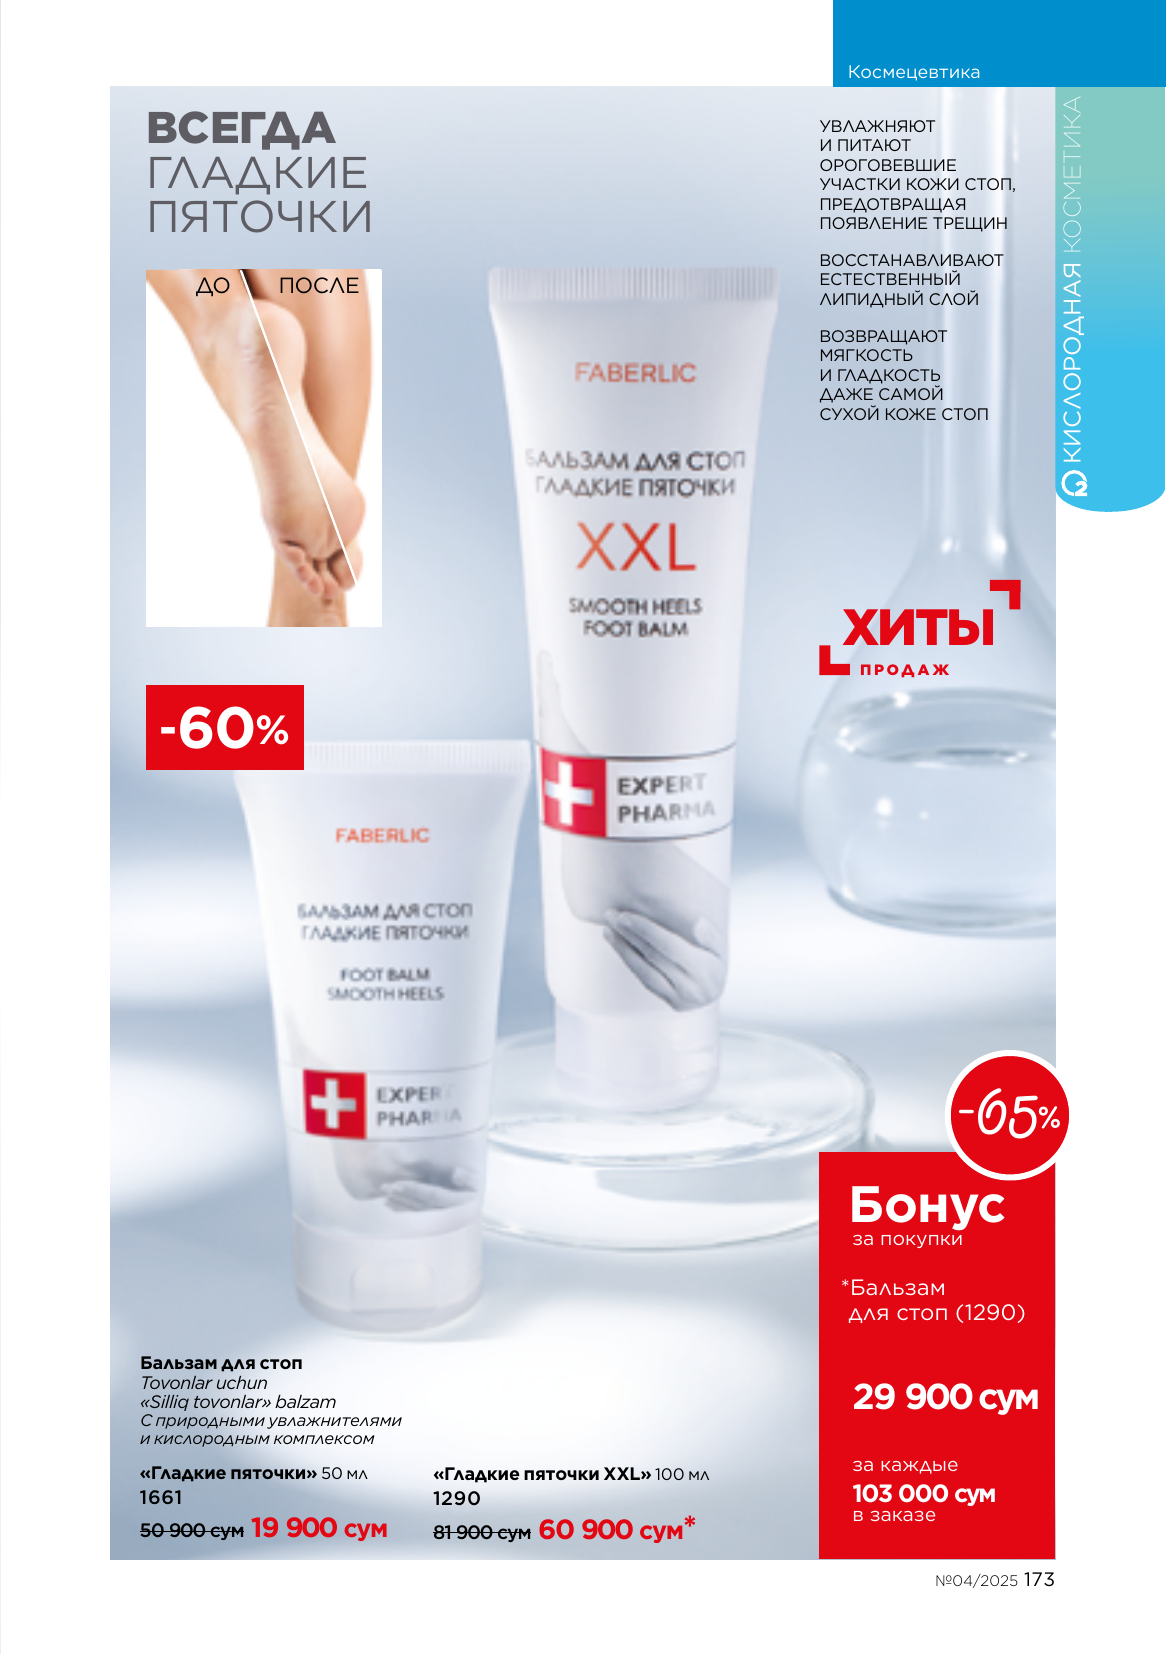 Космецевтика
ВСЕГДА
ГЛАДКИЕ
ПЯТОЧКИ
ДО ПОСЛЕ
УВЛАЖНЯЮТ
И ПИТАЮТ
ОРОГОВЕВШИЕ
УЧАСТКИ КОЖИ СТОП,
ПРЕДОТВРАЩАЯ
ПОЯВЛЕНИЕ ТРЕЩИН
ВОССТАНАВЛИВАЮТ
ЕСТЕСТВЕННЫЙ
ЛИПИДНЫЙ СЛОЙ
ВОЗВРАЩАЮТ
МЯГКОСТЬ
И ГЛАДКОСТЬ
ДАЖЕ САМОЙ
СУХОЙ КОЖЕ СТОП
O2 КИСЛОРОДНАЯ КОСМЕТИКА
FABERLIC
БАЛЬЗАМ ДЛЯ СТОП
ГЛАДКИЕ ПЯТОЧКИ
XXL
SMOOTH HEELS
FOOT BALM
EXPERT
PHARMA
ХИТЫ
ПРОДАЖ
-60%
FABERLIC
БАЛЬЗАМ ДЛЯ СТОП
ГЛАДКИЕ ПЯТОЧКИ
FOOT BALM
SMOOTH HEELS
EXPERT
PHARMA
-65%
Бонус
за покупки
*Бальзам
для стоп (1290)
29 900 сум
за каждые
103 000 сум
в заказе
Бальзам для стоп
Tovonlar uchun
«Silliq tovonlar» balzam
С природными увлажнителями
и кислородным комплексом
«Гладкие пяточки» 50 мл
1661
50 900 сум 19 900 сум
«Гладкие пяточки XXL» 100 мл
1290
81 900 сум 60 900 сум*
№04/2025 173